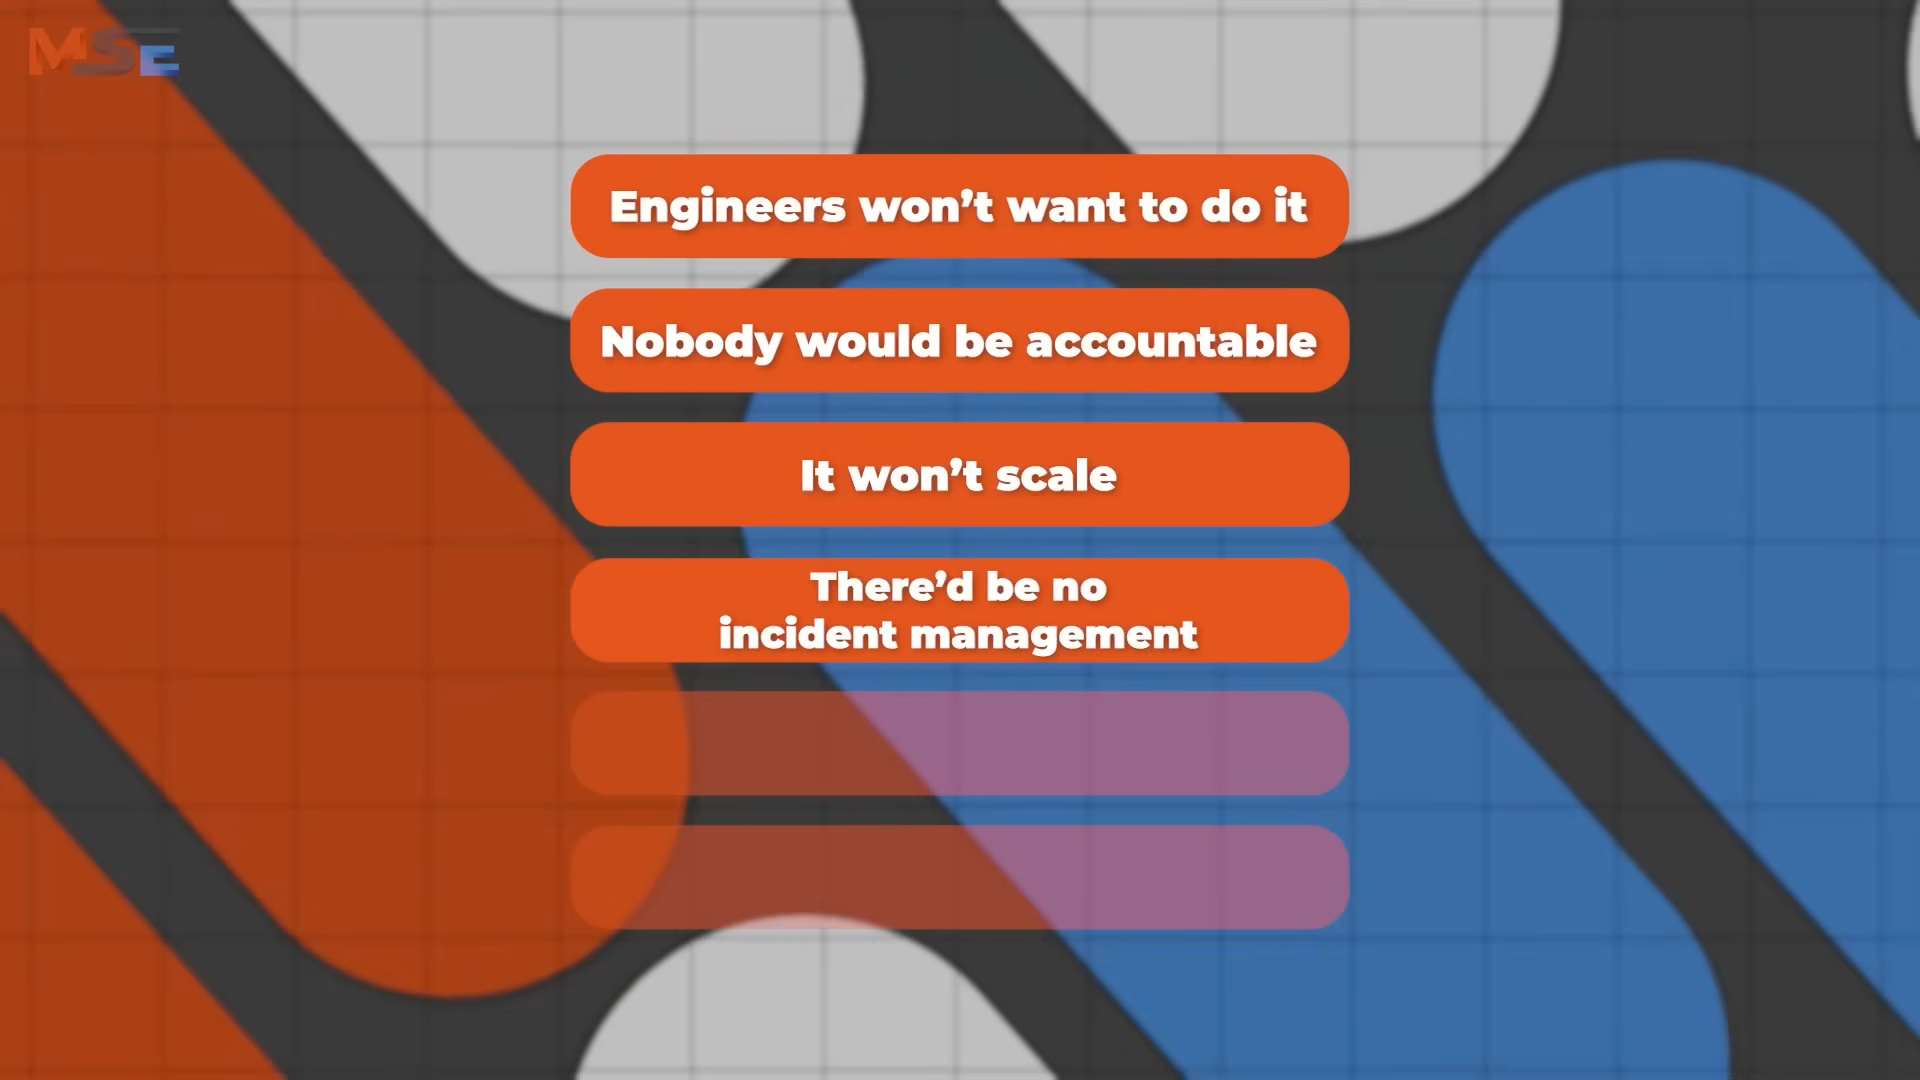 MSE
Engineers won’t want to do it
Nobody would be accountable
It won’t scale
There’d be no
incident management